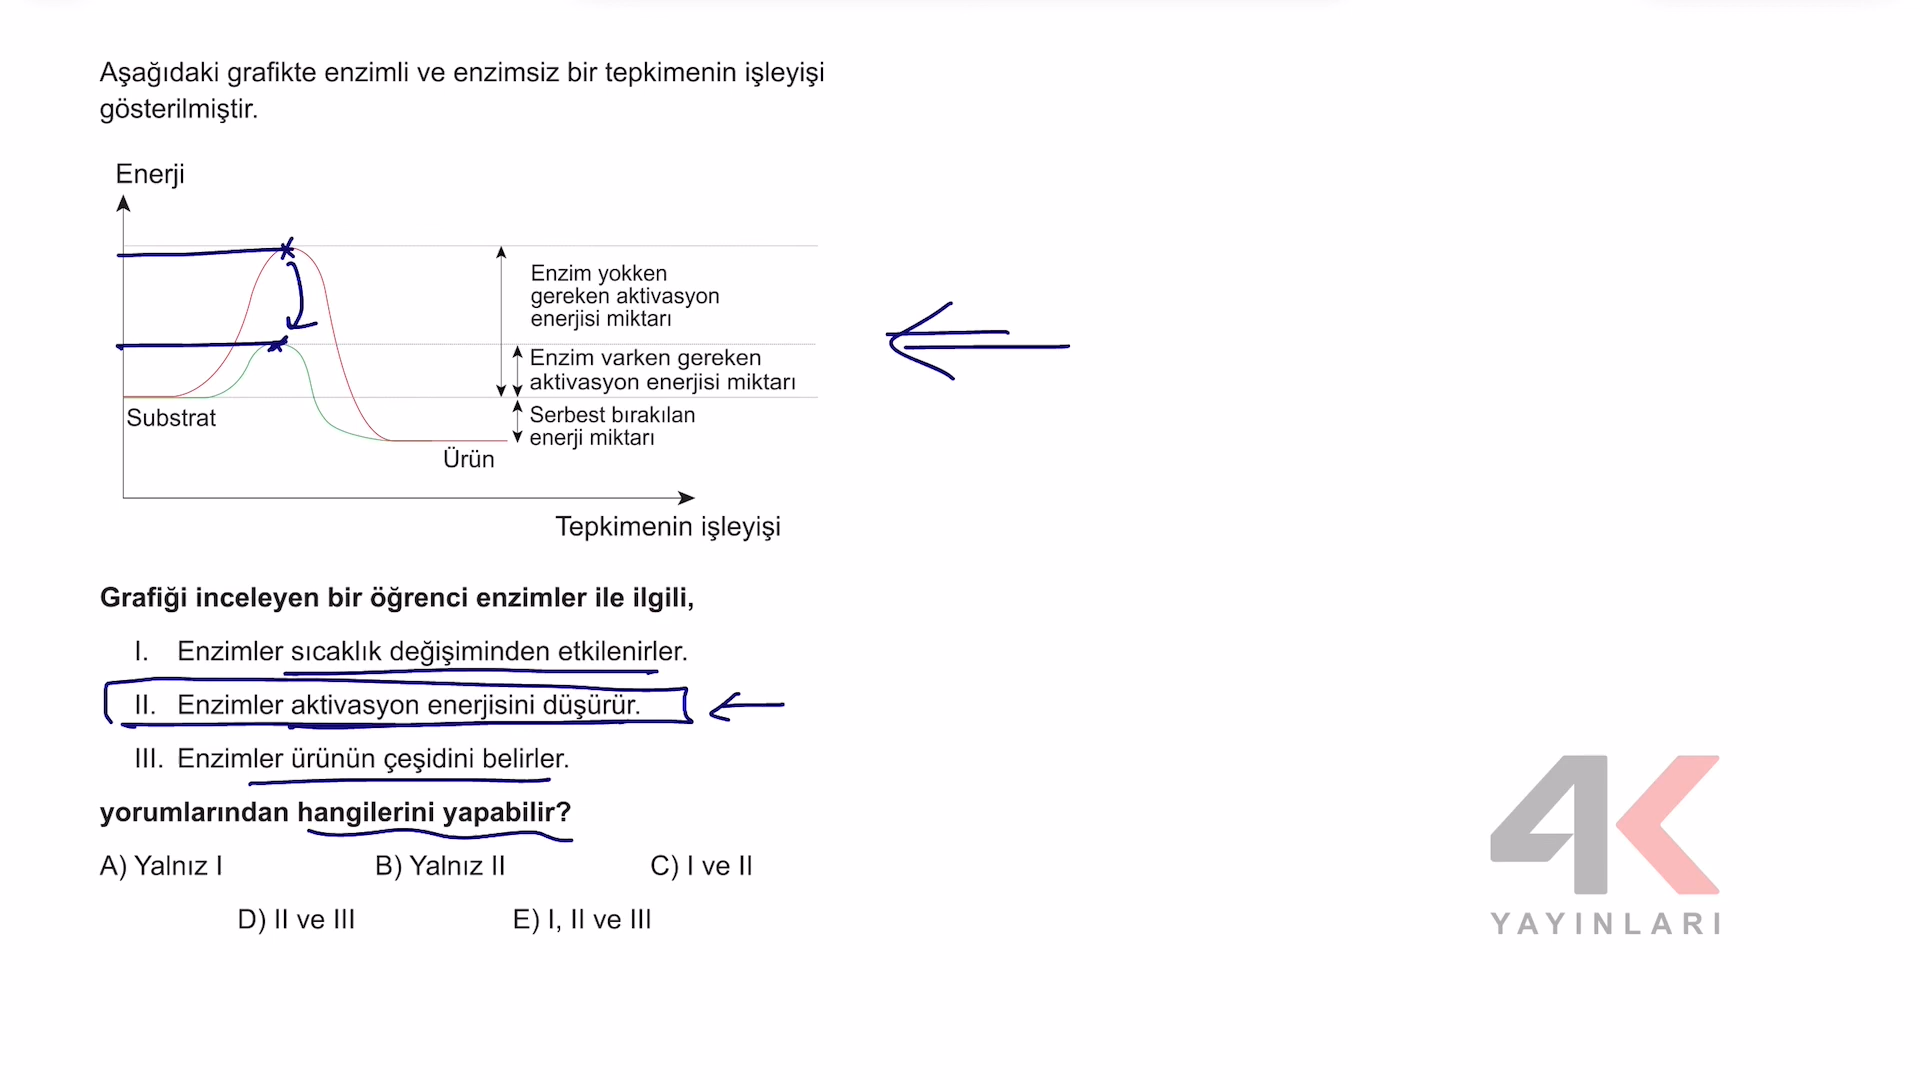 Aşağıdaki grafikte enzimli ve enzimsiz bir tepkimenin işleyişi
gösterilmiştir.
Enerji
Enzim yokken
gereken aktivasyon
enerjisi miktarı
Enzim varken gereken
aktivasyon enerjisi miktarı
Substrat
Serbest bırakılan
enerji miktarı
Ürün
Tepkimenin işleyişi
Grafiği inceleyen bir öğrenci enzimler ile ilgili,
I. Enzimler sıcaklık değişiminden etkilenirler.
II. Enzimler aktivasyon enerjisini düşürür.
III. Enzimler ürünün çeşidini belirler.
yorumlarından hangilerini yapabilir?
A) Yalnız I B) Yalnız II C) I ve II
D) II ve III E) I, II ve III
4K
YAYINLARI